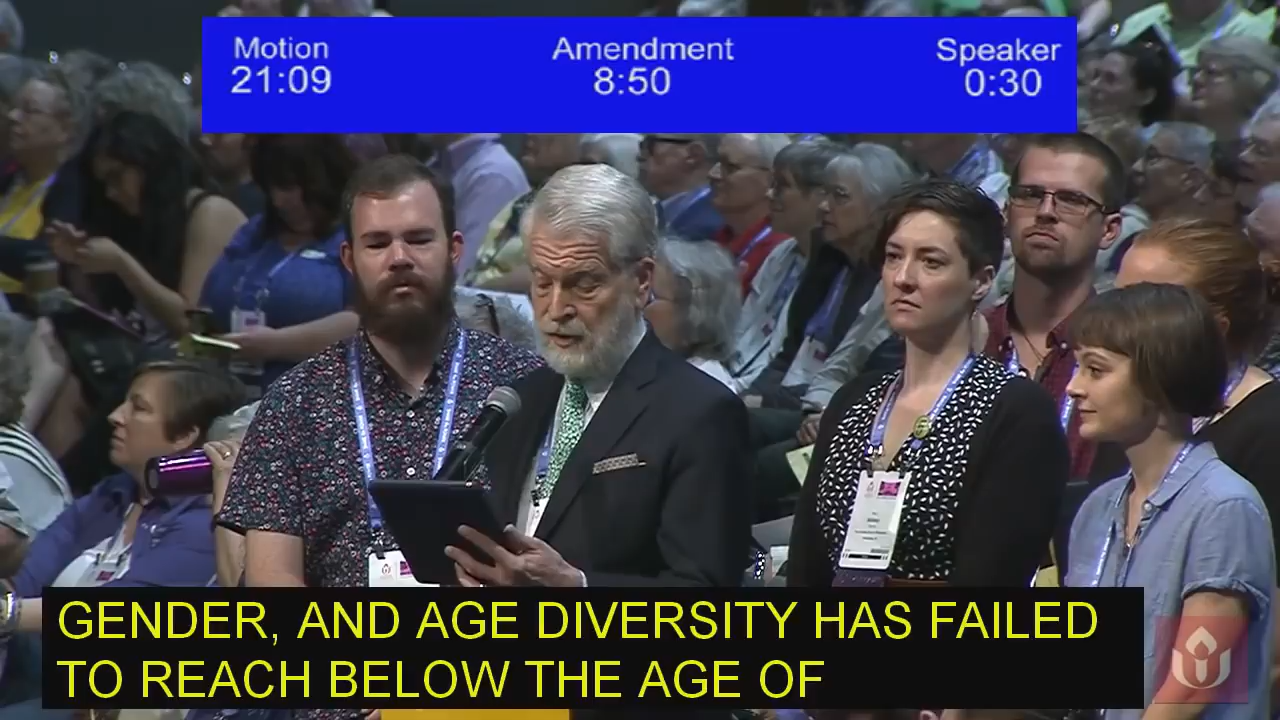 Motion Amendment Speaker
21:09 8:50 0:30
GENDER, AND AGE DIVERSITY HAS FAILED
TO REACH BELOW THE AGE OF